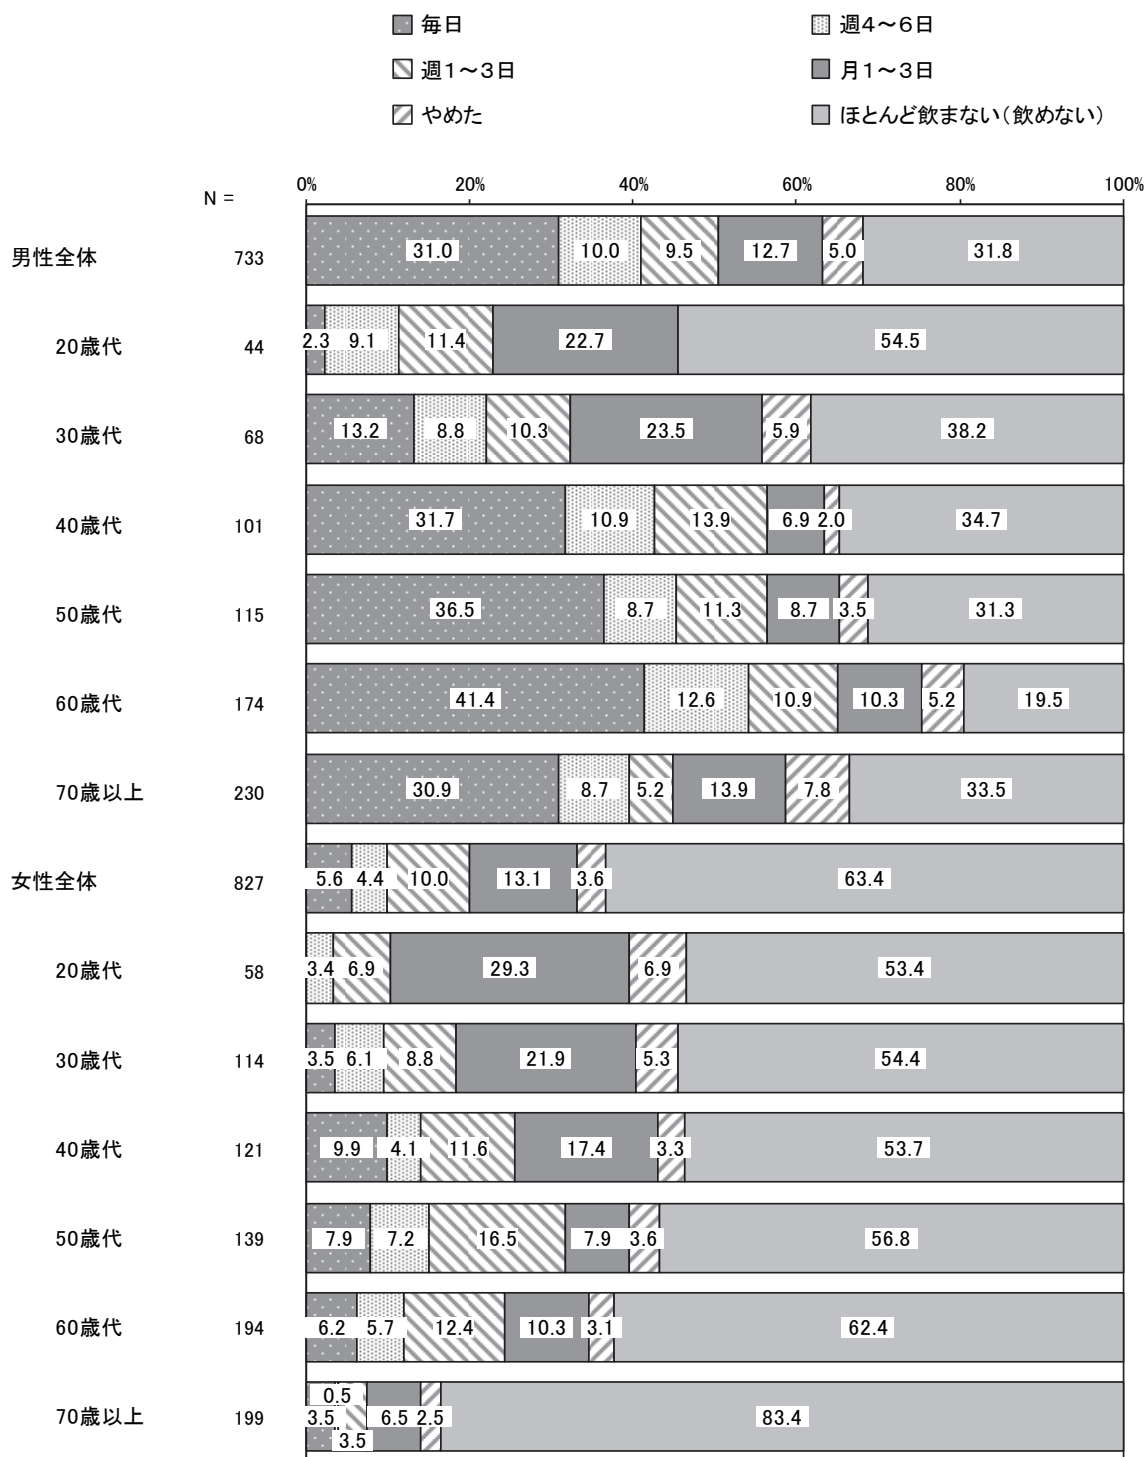 毎日 週4～6日
週1～3日 月1～3日
やめた ほとんど飲まない（飲めない）
N = 0% 20% 40% 60% 80% 100%
男性全体 733 31.0 10.0 9.5 12.7 5.0 31.8
20歳代 44 2.3 9.1 11.4 22.7 54.5
30歳代 68 13.2 8.8 10.3 23.5 5.9 38.2
40歳代 101 31.7 10.9 13.9 6.9 2.0 34.7
50歳代 115 36.5 8.7 11.3 8.7 3.5 31.3
60歳代 174 41.4 12.6 10.9 10.3 5.2 19.5
70歳以上 230 30.9 8.7 5.2 13.9 7.8 33.5
女性全体 827 5.6 4.4 10.0 13.1 3.6 63.4
20歳代 58 3.4 6.9 29.3 6.9 53.4
30歳代 114 3.5 6.1 8.8 21.9 5.3 54.4
40歳代 121 9.9 4.1 11.6 17.4 3.3 53.7
50歳代 139 7.9 7.2 16.5 7.9 3.6 56.8
60歳代 194 6.2 5.7 12.4 10.3 3.1 62.4
70歳以上 199 3.5 0.5 3.5 6.5 2.5 83.4